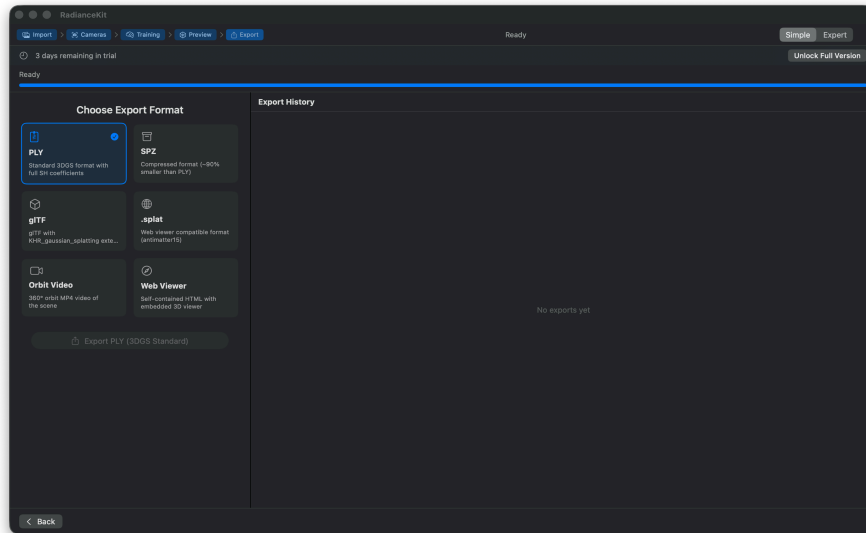 RadianceKit
Import
Cameras
Training
Preview
Export
Ready
Simple
Expert
3 days remaining in trial
Unlock Full Version
Ready
Choose Export Format
PLY
Standard 3DGS format with
full SH coefficients
SPZ
Compressed format (~90%
smaller than PLY)
glTF
glTF with
KHR_gaussian_splatting exte...
.splat
Web viewer compatible format
(antimatter15)
Orbit Video
360° orbit MP4 video of
the scene
Web Viewer
Self-contained HTML with
embedded 3D viewer
Export PLY (3DGS Standard)
Export History
No exports yet
Back